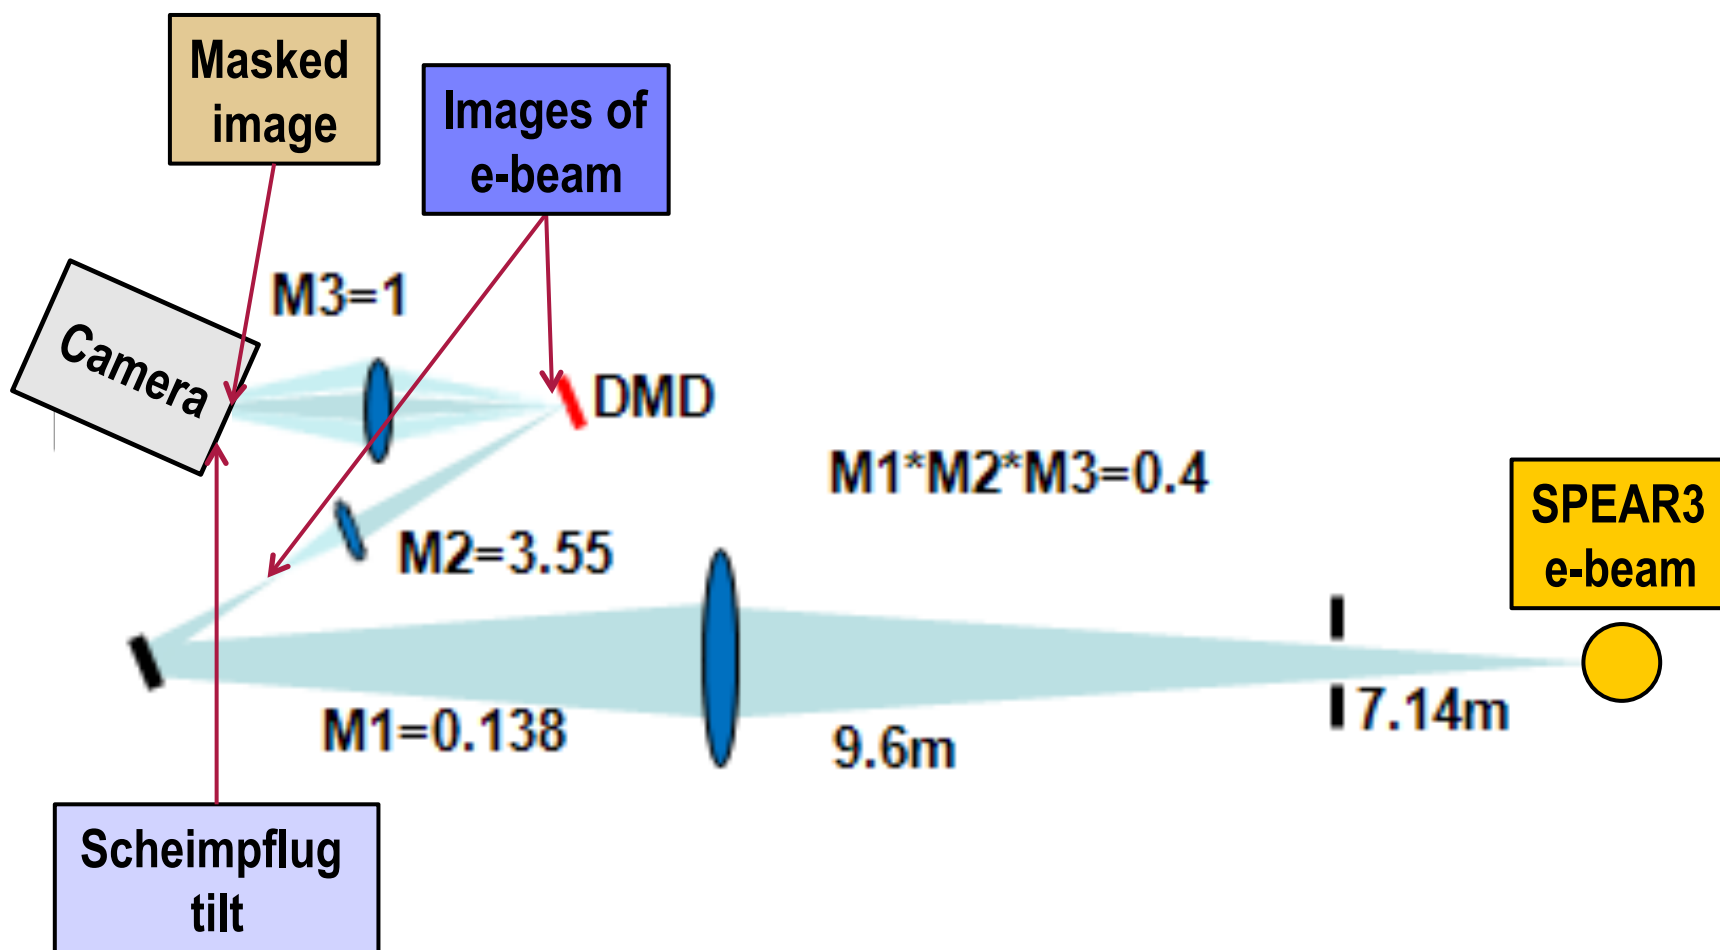 Masked
image
Images of
e-beam
M3=1
Camera
DMD
M1*M2*M3=0.4
SPEAR3
e-beam
M2=3.55
7.14m
M1=0.138
9.6m
Scheimpflug
tilt